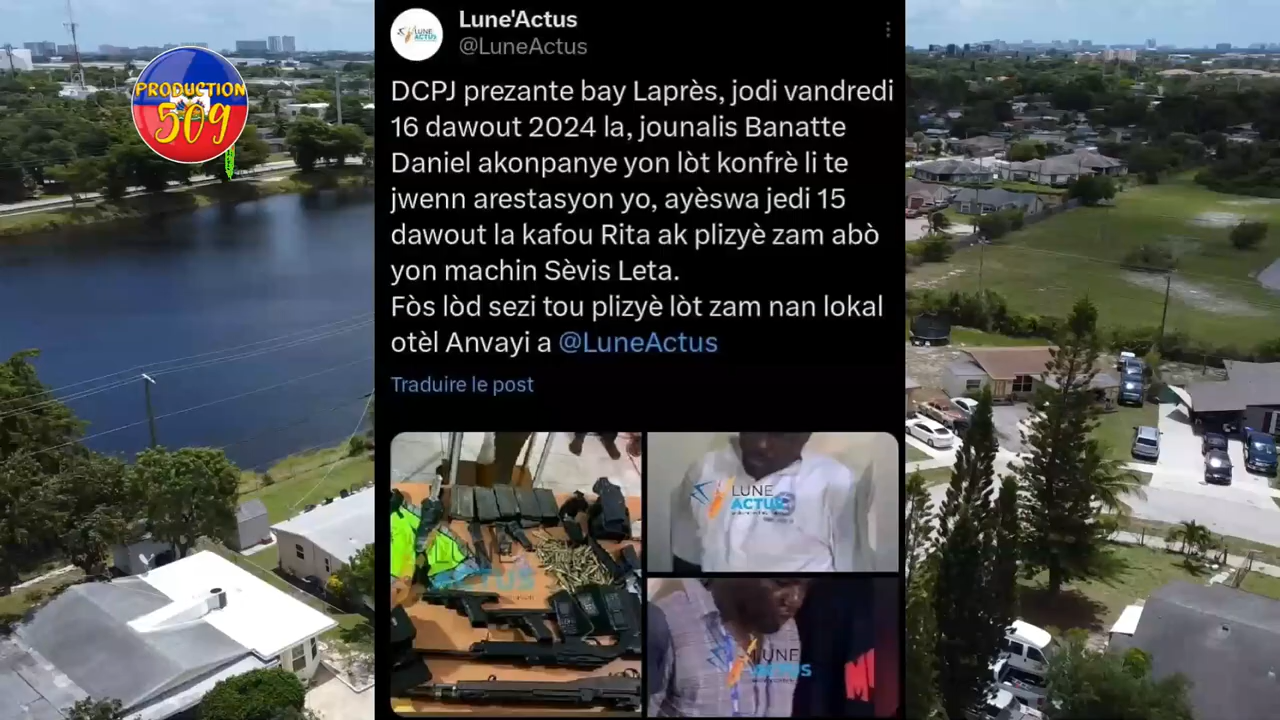 PRODUCTION
509
Lune'Actus
@LuneActus
DCPJ prezante bay Laprès, jodi vandredi
16 dawout 2024 la, jounalis Banatte
Daniel akonpanye yon lòt konfrè li te
jwenn arestasyon yo, ayèswa jedi 15
dawout la kafou Rita ak plizyè zam abò
yon machin Sèvis Leta.
Fòs lòd sezi tou plizyè lòt zam nan lokal
otèl Anvayi a @LuneActus
Traduire le post
LUNE
ACTUS
ACTUS
LUNE
ACTUS
LUNE
ACTUS